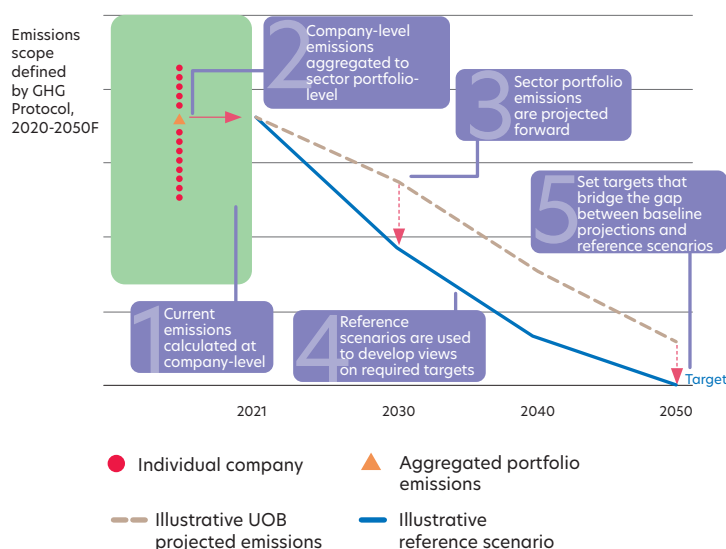 Emissions
scope
defined
by GHG
Protocol,
2020-2050F
2
Company-level
emissions
aggregated to
sector portfolio-
level
3
Sector portfolio
emissions
are projected
forward
5
Set targets that
bridge the gap
between baseline
projections and
reference scenarios
1
Current
emissions
calculated at
company-level
4
Reference
scenarios are used
to develop views
on required targets
Target
2021 2030 2040 2050
Individual company
Aggregated portfolio
emissions
Illustrative UOB
projected emissions
Illustrative
reference scenario